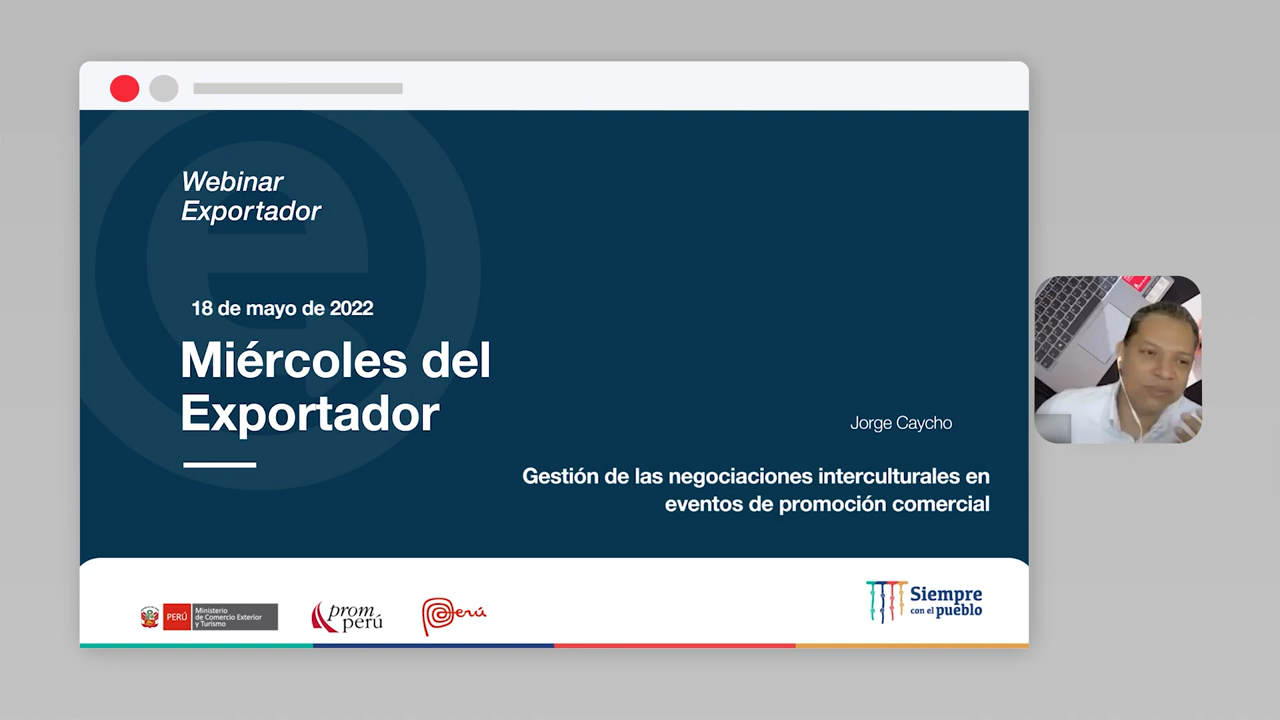 Webinar
Exportador
18 de mayo de 2022
Miércoles del
Exportador
Jorge Caycho
Gestión de las negociaciones interculturales en
eventos de promoción comercial
PERÚ
Ministerio
de Comercio Exterior
y Turismo
prom
perú
Perú
Siempre
con el pueblo